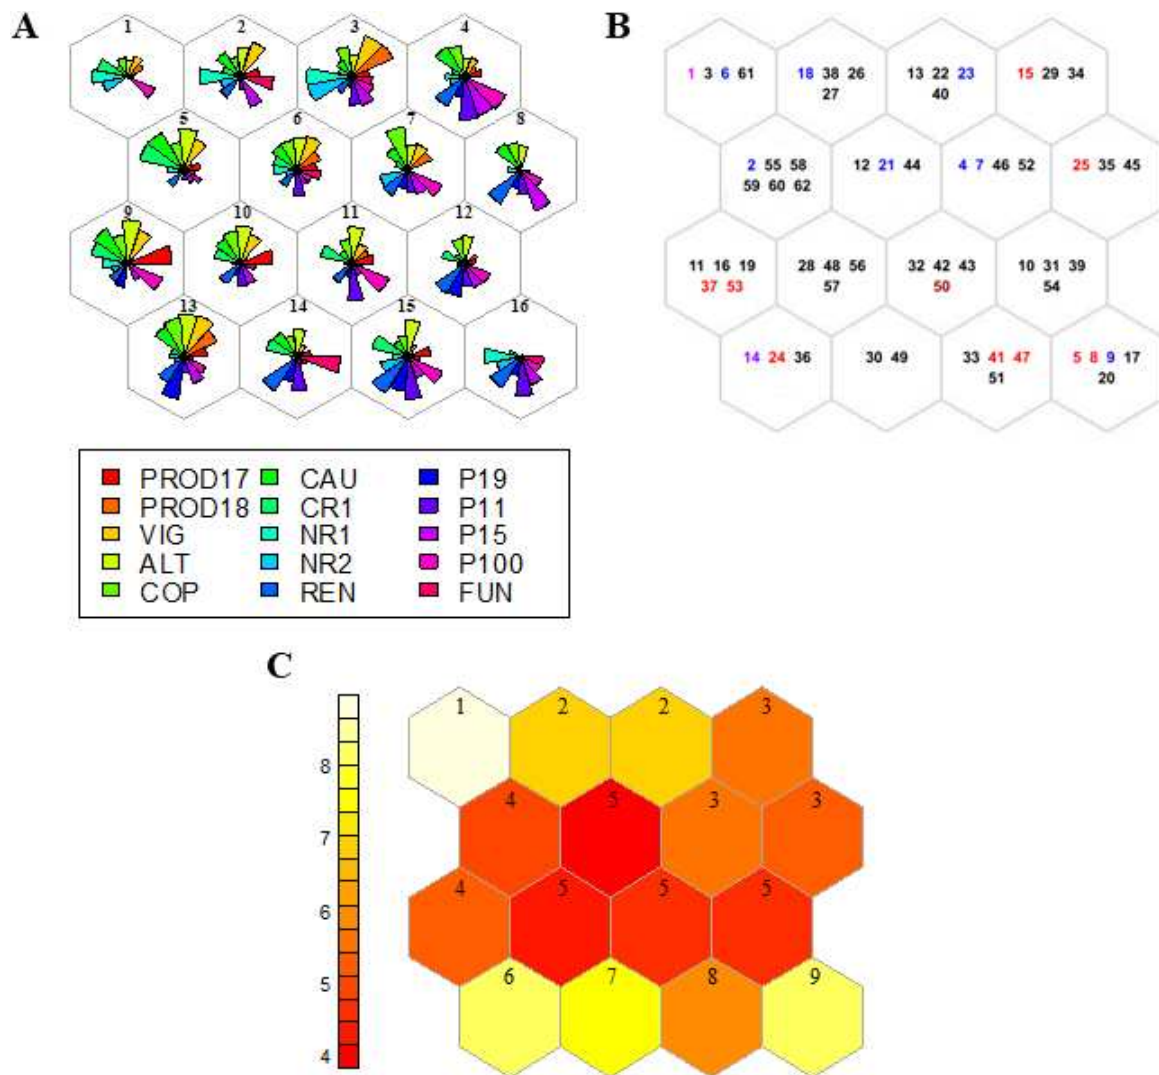 A
B
1 2 3 4
5 6 7 8
9 10 11 12
13 14 15 16
1 3 6 61 18 38 26 13 22 23 15 29 34
27 40
2 55 58 12 21 44 4 7 46 52 25 35 45
59 60 62
11 16 19 28 48 56 32 42 43 10 31 39
37 53 57 50 54
14 24 36 30 49 33 41 47 5 8 9 17
51 20
PROD17 CAU P19
PROD18 CR1 P11
VIG NR1 P15
ALT NR2 P100
COP REN FUN
C
8
7
6
5
4
1 2 2 3
4 5 3 3
4 5 5 5
6 7 8 9